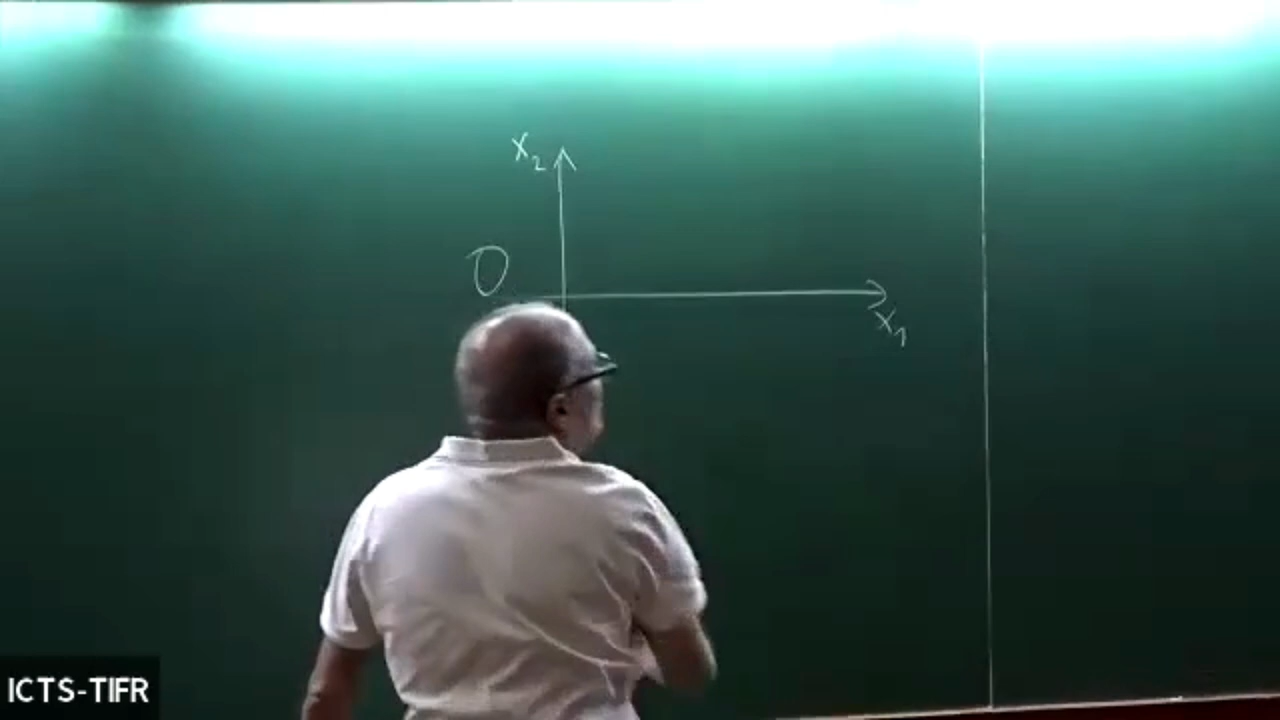 x₂
O
x₁
ICTS-TIFR